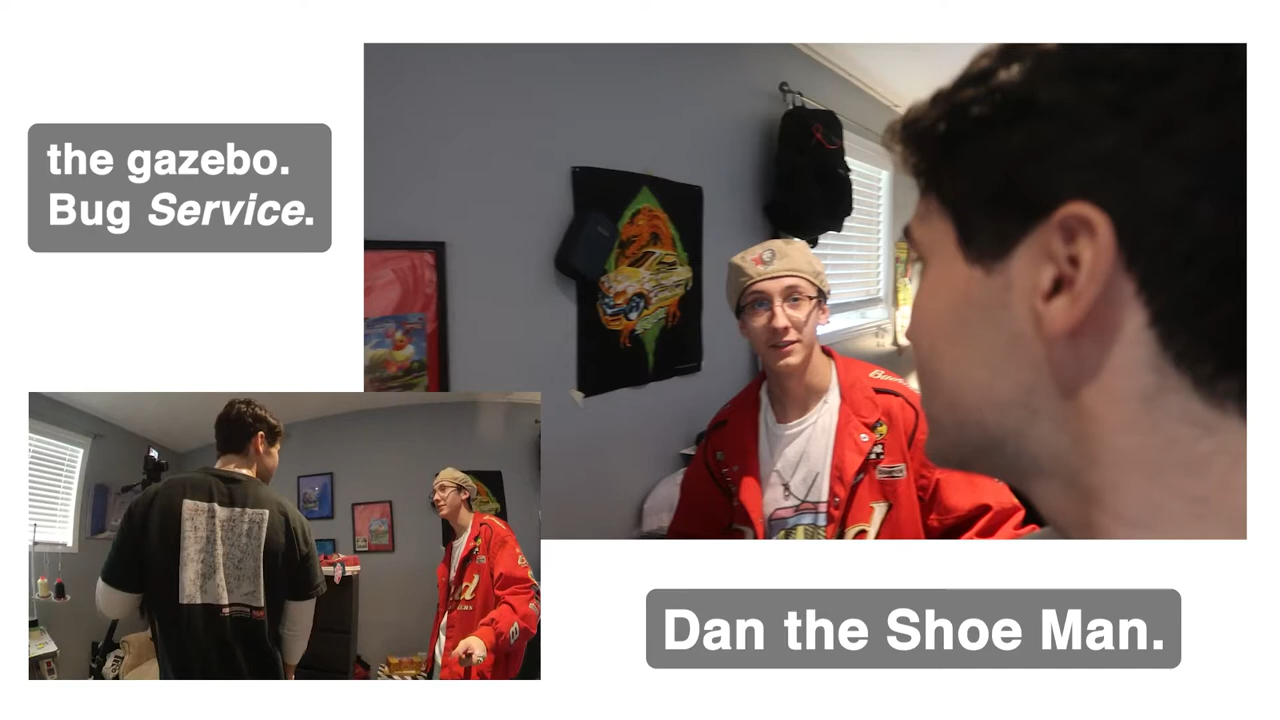 the gazebo.
Bug Service.
Dan the Shoe Man.